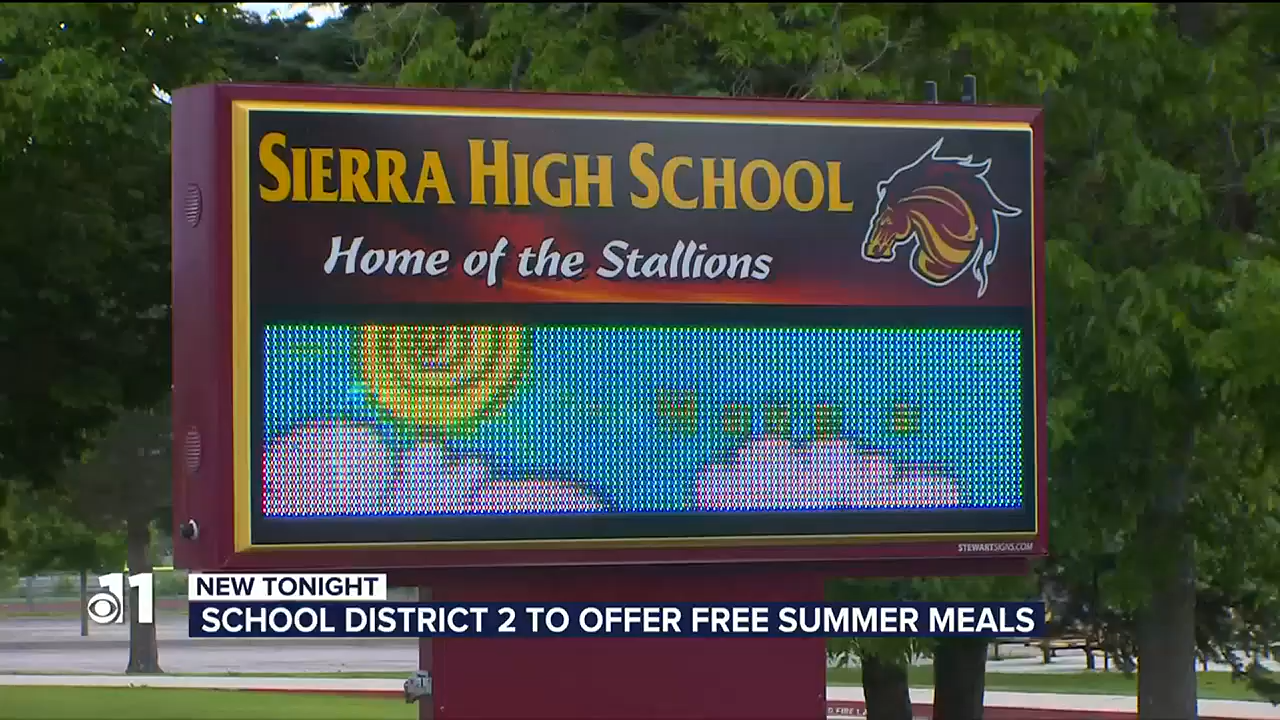 SIERRA HIGH SCHOOL
Home of the Stallions
STEWARTSIGNS.COM
11
NEW TONIGHT
SCHOOL DISTRICT 2 TO OFFER FREE SUMMER MEALS